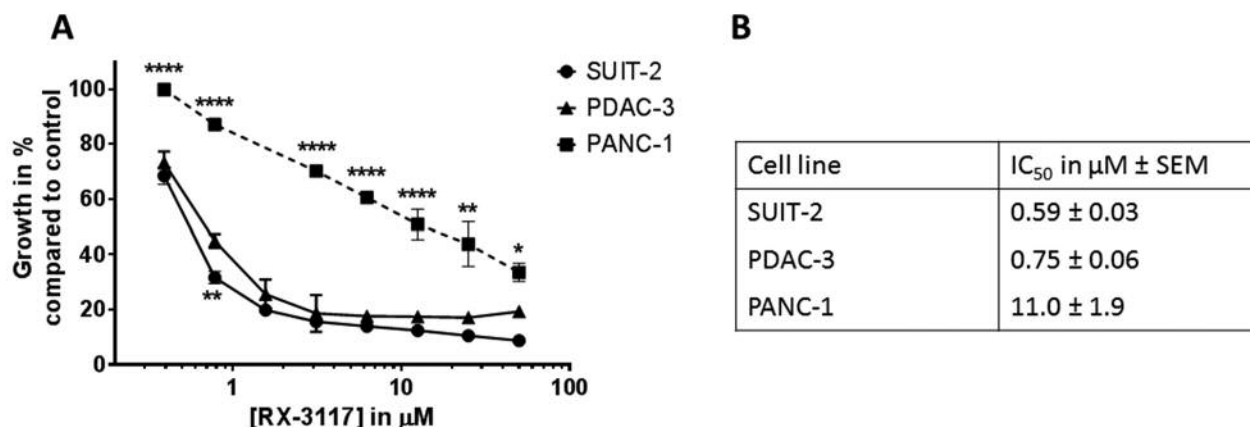 A
B
Growth in %
compared to control
100
80
60
40
20
0
****
****
****
****
****
**
*
**
SUIT-2
PDAC-3
PANC-1
1
10
100
[RX-3117] in µM
Cell line
IC50 in µM ± SEM
SUIT-2
0.59 ± 0.03
PDAC-3
0.75 ± 0.06
PANC-1
11.0 ± 1.9